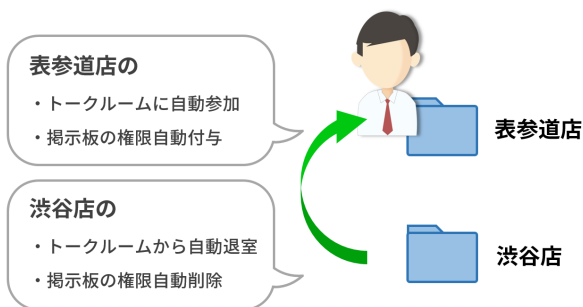 表参道店の
・トークルームに自動参加
・掲示板の権限自動付与
表参道店
渋谷店の
・トークルームから自動退室
・掲示板の権限自動削除
渋谷店